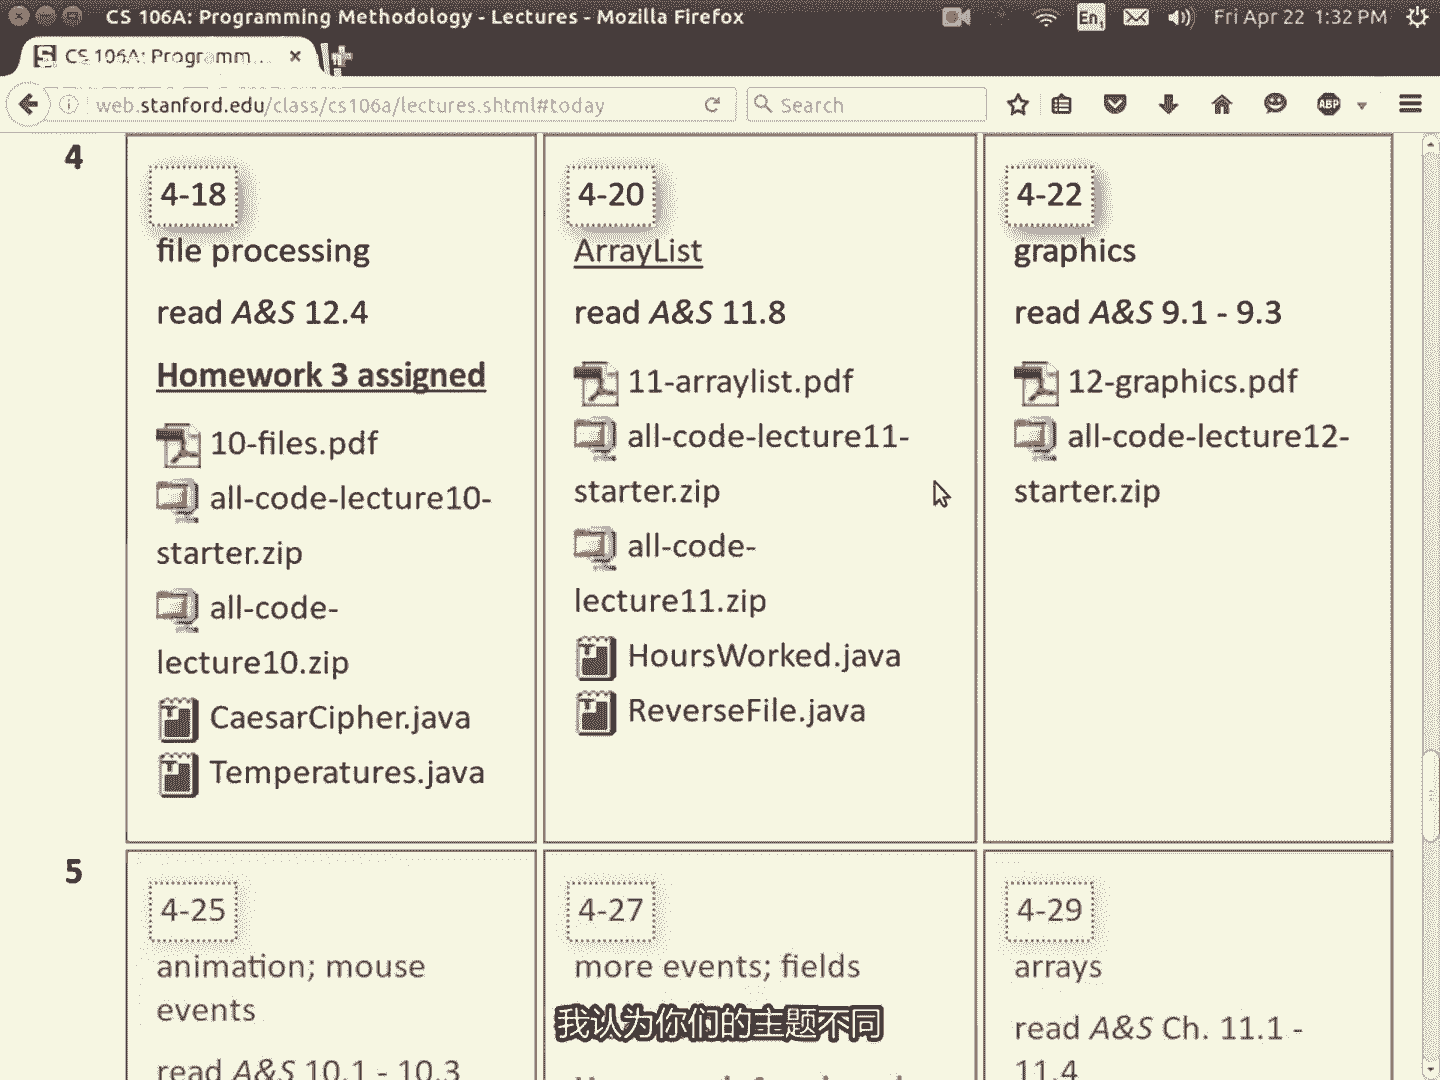 CS 106A: Programming Methodology - Lectures - Mozilla Firefox
En1
Fri Apr 22 1:32 PM
CS 106A: Programm...
web.stanford.edu/class/cs106a/lectures.shtml#today
Search
ABP
4
4-18
file processing
read A&S 12.4
Homework 3 assigned
10-files.pdf
all-code-lecture10-
starter.zip
all-code-
lecture10.zip
CaesarCipher.java
Temperatures.java
4-20
ArrayList
read A&S 11.8
11-arraylist.pdf
all-code-lecture11-
starter.zip
all-code-
lecture11.zip
HoursWorked.java
ReverseFile.java
4-22
graphics
read A&S 9.1 - 9.3
12-graphics.pdf
all-code-lecture12-
starter.zip
5
4-25
animation; mouse
events
read A&S 10.1 - 10.3
4-27
more events; fields
4-29
arrays
read A&S Ch. 11.1 -
11.4
我认为你们的主题不同